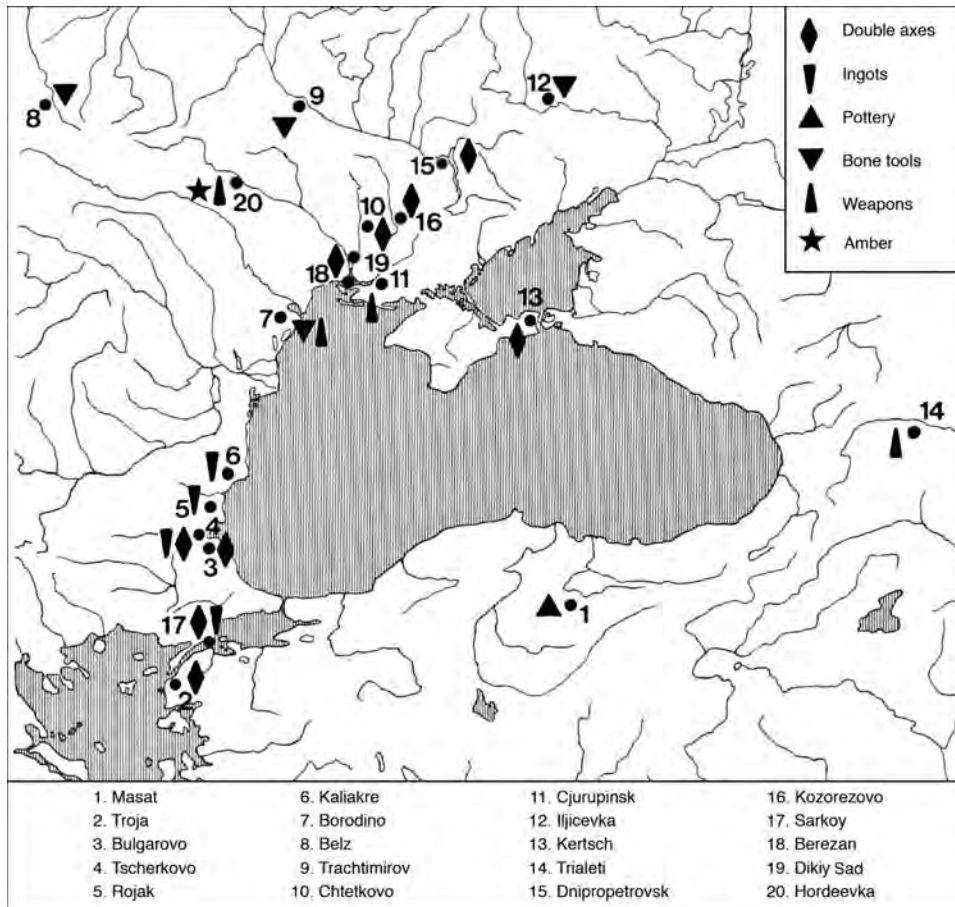 Double axes
Ingots
Pottery
Bone tools
Weapons
Amber
8
9
12
15
20
10
16
18
19
11
7
13
14
6
5
4
3
1
17
2
1. Masat
2. Troja
3. Bulgarovo
4. Tscherkovo
5. Rojak
6. Kaliakre
7. Borodino
8. Belz
9. Trachtimirov
10. Chtetkovo
11. Cjurupinsk
12. Iljicevka
13. Kertsch
14. Trialeti
15. Dnipropetrovsk
16. Kozorezovo
17. Sarkoy
18. Berezan
19. Dikiy Sad
20. Hordeevka